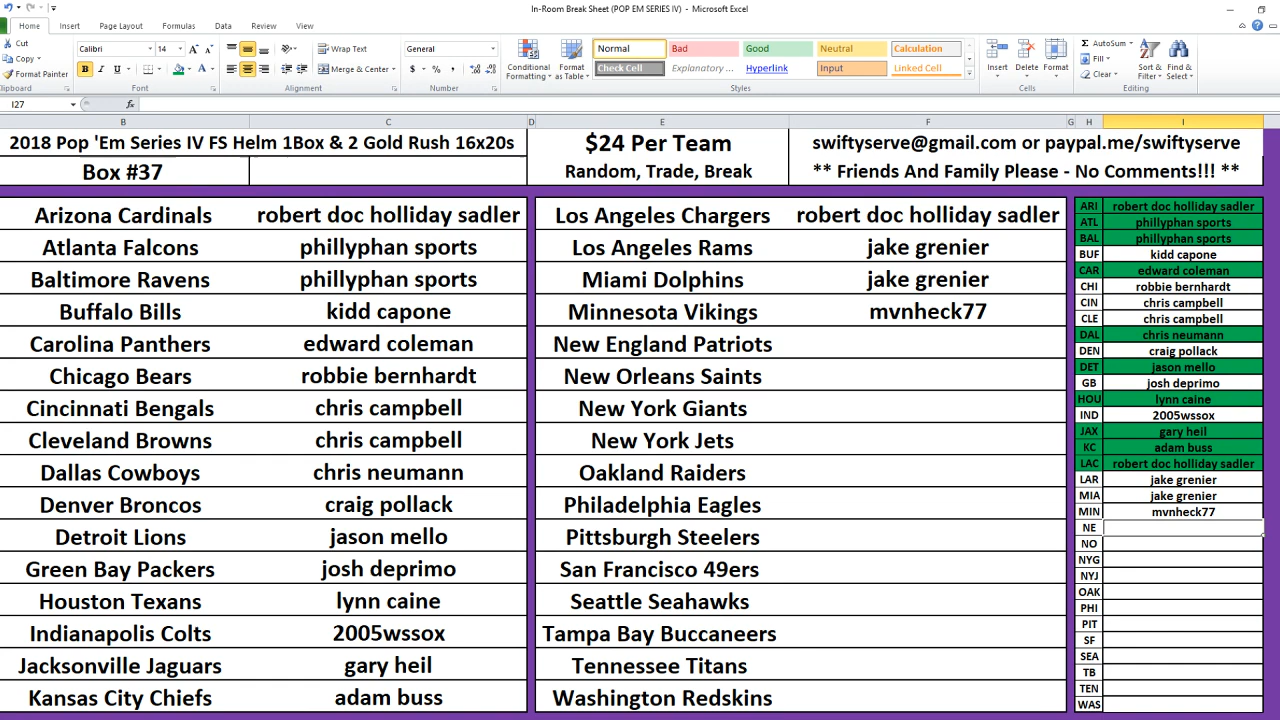 In-Room Break Sheet (POP EM SERIES IV) - Microsoft Excel
Home Insert Page Layout Formulas Data Review View
Cut
Copy
Format Painter
Clipboard
Calibri 14
B I U
Font
Wrap Text
Merge & Center
Alignment
General
$ % ,
Number
Conditional Formatting
Format as Table
Normal Bad Good Neutral Calculation
Check Cell Explanatory ... Hyperlink Input Linked Cell
Styles
Insert Delete Format
Cells
Σ AutoSum
Fill
Clear
Sort & Filter
Find & Select
Editing
I27 fx
B C D E F G H I
2018 Pop 'Em Series IV FS Helm 1Box & 2 Gold Rush 16x20s
Box #37
$24 Per Team
Random, Trade, Break
swiftyserve@gmail.com or paypal.me/swiftyserve
** Friends And Family Please - No Comments!!! **
Arizona Cardinals robert doc holliday sadler
Atlanta Falcons phillyphan sports
Baltimore Ravens phillyphan sports
Buffalo Bills kidd capone
Carolina Panthers edward coleman
Chicago Bears robbie bernhardt
Cincinnati Bengals chris campbell
Cleveland Browns chris campbell
Dallas Cowboys chris neumann
Denver Broncos craig pollack
Detroit Lions jason mello
Green Bay Packers josh deprimo
Houston Texans lynn caine
Indianapolis Colts 2005wssox
Jacksonville Jaguars gary heil
Kansas City Chiefs adam buss
Los Angeles Chargers robert doc holliday sadler
Los Angeles Rams jake grenier
Miami Dolphins jake grenier
Minnesota Vikings mvnheck77
New England Patriots
New Orleans Saints
New York Giants
New York Jets
Oakland Raiders
Philadelphia Eagles
Pittsburgh Steelers
San Francisco 49ers
Seattle Seahawks
Tampa Bay Buccaneers
Tennessee Titans
Washington Redskins
ARI robert doc holliday sadler
ATL phillyphan sports
BAL phillyphan sports
BUF kidd capone
CAR edward coleman
CHI robbie bernhardt
CIN chris campbell
CLE chris campbell
DAL chris neumann
DEN craig pollack
DET jason mello
GB josh deprimo
HOU lynn caine
IND 2005wssox
JAX gary heil
KC adam buss
LAC robert doc holliday sadler
LAR jake grenier
MIA jake grenier
MIN mvnheck77
NE
NO
NYG
NYJ
OAK
PHI
PIT
SF
SEA
TB
TEN
WAS